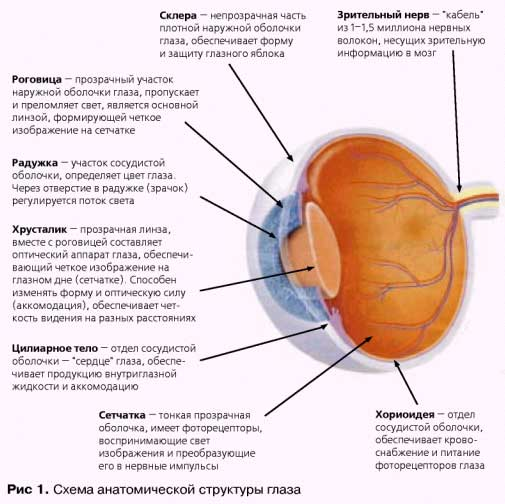 Склера – непрозрачная часть
плотной наружной оболочки
глаза, обеспечивает форму
и защиту глазного яблока
Зрительный нерв – "кабель"
из 1–1,5 миллиона нервных
волокон, несущих зрительную
информацию в мозг
Роговица – прозрачный участок
наружной оболочки глаза, пропускает
и преломляет свет, является основной
линзой, формирующей четкое
изображение на сетчатке
Радужка – участок сосудистой
оболочки, определяет цвет глаза.
Через отверстие в радужке (зрачок)
регулируется поток света
Хрусталик – прозрачная линза,
вместе с роговицей составляет
оптический аппарат глаза, обеспечи-
вающий четкое изображение на
глазном дне (сетчатке). Способен
изменять форму и оптическую силу
(аккомодация), обеспечивает чет-
кость видения на разных расстояниях
Цилиарное тело – отдел сосудистой
оболочки – "сердце" глаза, обеспе-
чивает продукцию внутриглазной
жидкости и аккомодацию
Сетчатка – тонкая прозрачная
оболочка, имеет фоторецепторы,
воспринимающие свет
изображения и преобразующие
его в нервные импульсы
Хориоидея – отдел
сосудистой оболочки,
обеспечивает крово-
снабжение и питание
фоторецепторов глаза
Рис 1. Схема анатомической структуры глаза